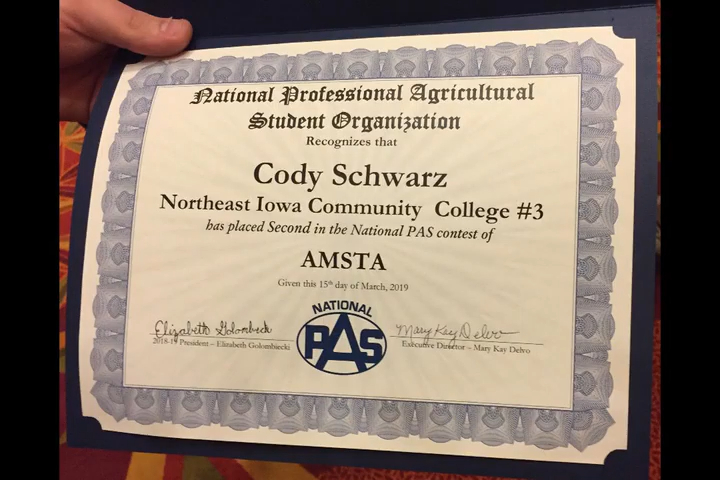 National Professional Agricultural
Student Organization
Recognizes that
Cody Schwarz
Northeast Iowa Community College #3
has placed Second in the National PAS contest of
AMSTA
Given this 15th day of March, 2019
NATIONAL
PAS
Elizabeth Golombiecki
2018-19 President – Elizabeth Golombiecki
Mary Kay Delvo
Executive Director – Mary Kay Delvo